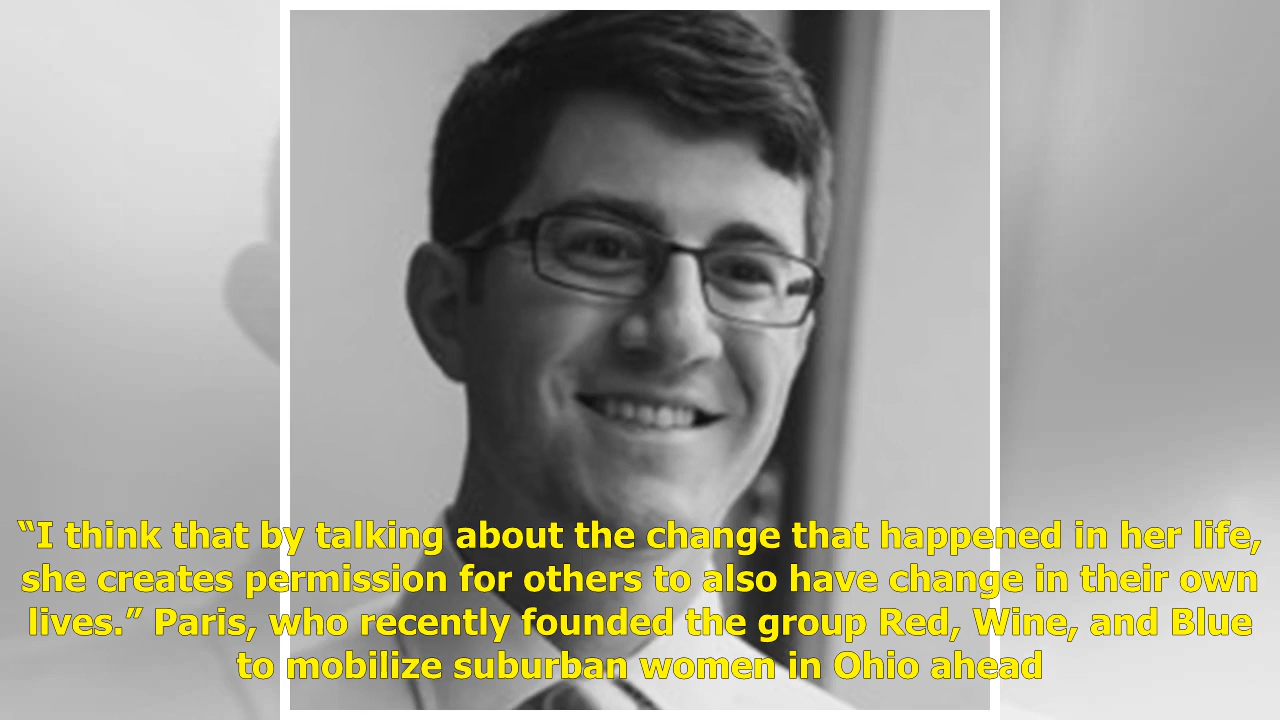 “I think that by talking about the change that happened in her life,
she creates permission for others to also have change in their own
lives.” Paris, who recently founded the group Red, Wine, and Blue
to mobilize suburban women in Ohio ahead